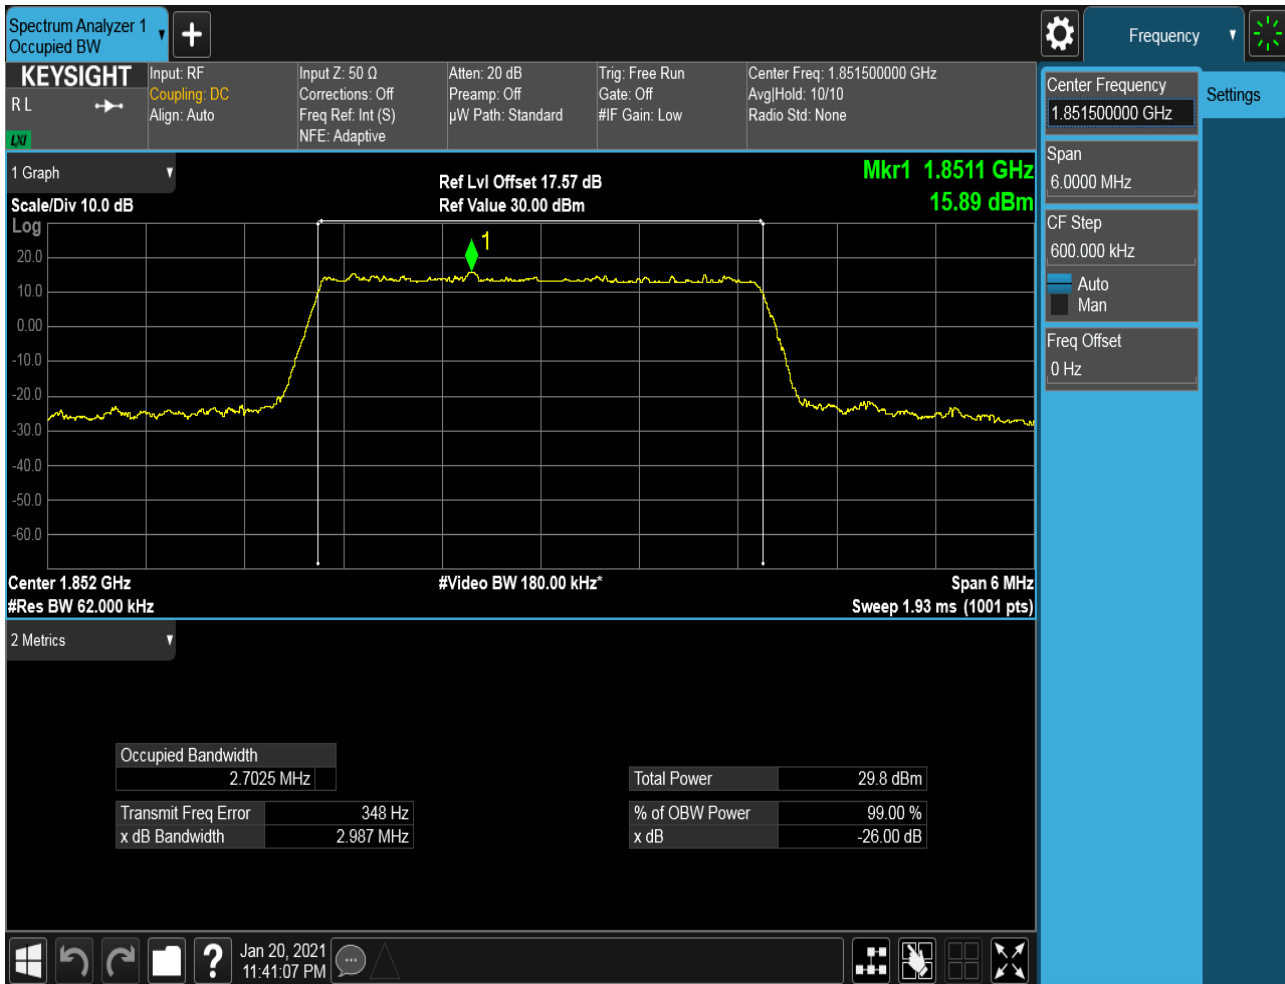 Spectrum Analyzer 1
Occupied BW
+
Frequency
KEYSIGHT
R L
LXI
Input: RF
Coupling: DC
Align: Auto
Input Z: 50 Ω
Corrections: Off
Freq Ref: Int (S)
NFE: Adaptive
Atten: 20 dB
Preamp: Off
µW Path: Standard
Trig: Free Run
Gate: Off
#IF Gain: Low
Center Freq: 1.851500000 GHz
Avg|Hold: 10/10
Radio Std: None
Center Frequency
1.851500000 GHz
Settings
Span
6.0000 MHz
CF Step
600.000 kHz
Auto
Man
Freq Offset
0 Hz
1 Graph
Scale/Div 10.0 dB
Log
Ref Lvl Offset 17.57 dB
Ref Value 30.00 dBm
Mkr1 1.8511 GHz
15.89 dBm
1
20.0
10.0
0.00
-10.0
-20.0
-30.0
-40.0
-50.0
-60.0
Center 1.852 GHz
#Res BW 62.000 kHz
#Video BW 180.00 kHz*
Span 6 MHz
Sweep 1.93 ms (1001 pts)
2 Metrics
Occupied Bandwidth
2.7025 MHz
Transmit Freq Error 348 Hz
x dB Bandwidth 2.987 MHz
Total Power 29.8 dBm
% of OBW Power 99.00 %
x dB -26.00 dB
?
Jan 20, 2021
11:41:07 PM